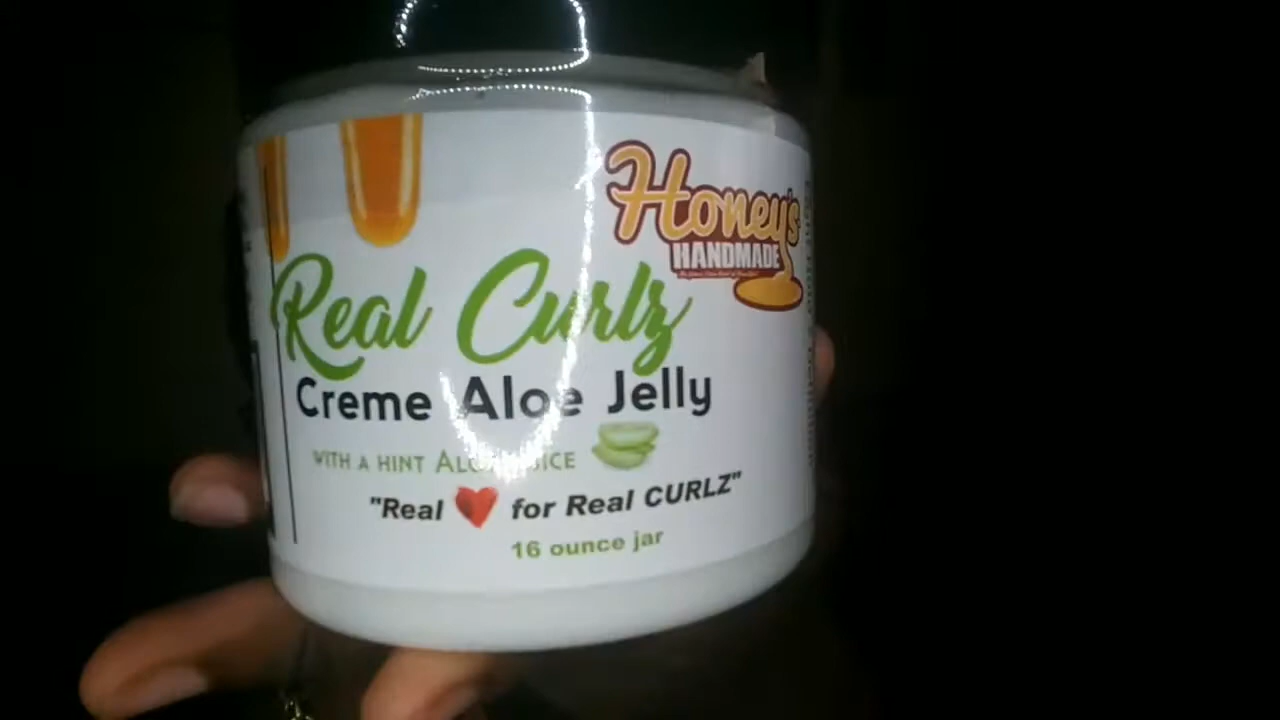 Honey's
HANDMADE
Real Curlz
Creme Aloe Jelly
WITH A HINT
"Real ❤ for Real CURLZ"
16 ounce jar